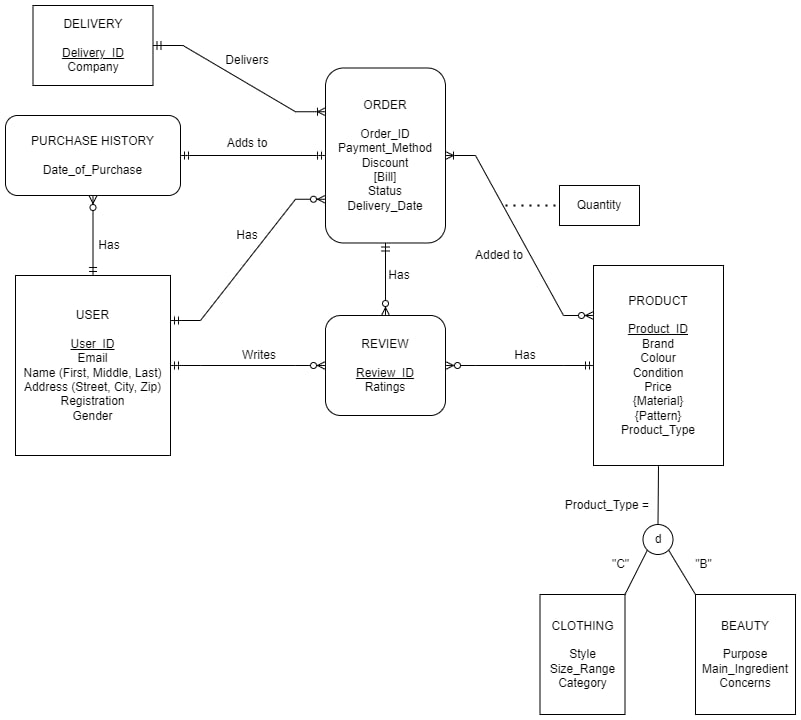 DELIVERY
Delivery_ID
Company
Delivers
ORDER
Order_ID
Payment_Method
Discount
[Bill]
Status
Delivery_Date
PURCHASE HISTORY
Date_of_Purchase
Adds to
Has
Has
Quantity
Added to
Has
USER
User_ID
Email
Name (First, Middle, Last)
Address (Street, City, Zip)
Registration
Gender
Writes
REVIEW
Review_ID
Ratings
Has
PRODUCT
Product_ID
Brand
Colour
Condition
Price
{Material}
{Pattern}
Product_Type
Product_Type =
d
"C"
"B"
CLOTHING
Style
Size_Range
Category
BEAUTY
Purpose
Main_Ingredient
Concerns